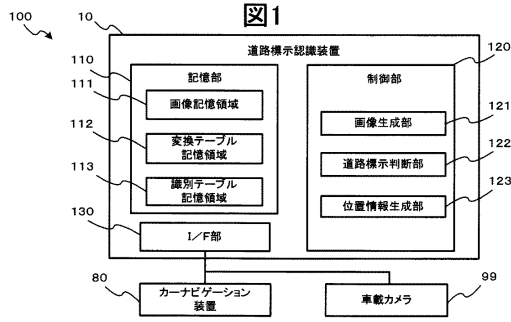 図1
100
10
道路標示認識装置
110
記憶部
111
画像記憶領域
112
変換テーブル
記憶領域
113
識別テーブル
記憶領域
130
I/F部
120
制御部
画像生成部
121
道路標示判断部
122
位置情報生成部
123
80
カーナビゲーション
装置
車載カメラ
99